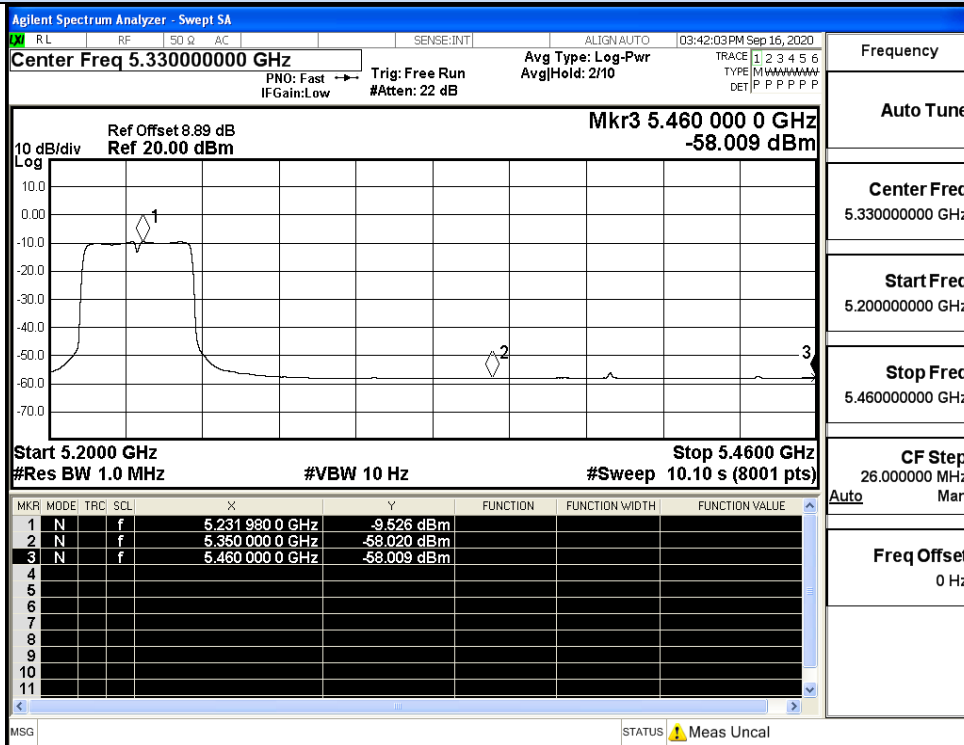 Agilent Spectrum Analyzer - Swept SA
LXI RL RF 50 Ω AC SENSE:INT ALIGN AUTO 03:42:03 PM Sep 16, 2020
Center Freq 5.330000000 GHz
PNO: Fast
IFGain:Low
Trig: Free Run
#Atten: 22 dB
Avg Type: Log-Pwr
Avg|Hold: 2/10
TRACE 1 2 3 4 5 6
TYPE M WWWWW
DET P P P P P P
Ref Offset 8.89 dB
10 dB/div Ref 20.00 dBm
Log
Mkr3 5.460 000 0 GHz
-58.009 dBm
10.0
0.00
-10.0
-20.0
-30.0
-40.0
-50.0
-60.0
-70.0
1
2
3
Start 5.2000 GHz Stop 5.4600 GHz
#Res BW 1.0 MHz #VBW 10 Hz #Sweep 10.10 s (8001 pts)
MKR MODE TRC SCL X Y FUNCTION FUNCTION WIDTH FUNCTION VALUE
1 N f 5.231 980 0 GHz -9.526 dBm
2 N f 5.350 000 0 GHz -58.020 dBm
3 N f 5.460 000 0 GHz -58.009 dBm
4
5
6
7
8
9
10
11
MSG STATUS Meas Uncal
Frequency
Auto Tune
Center Freq
5.330000000 GHz
Start Freq
5.200000000 GHz
Stop Freq
5.460000000 GHz
CF Step
26.000000 MHz
Auto Man
Freq Offset
0 Hz